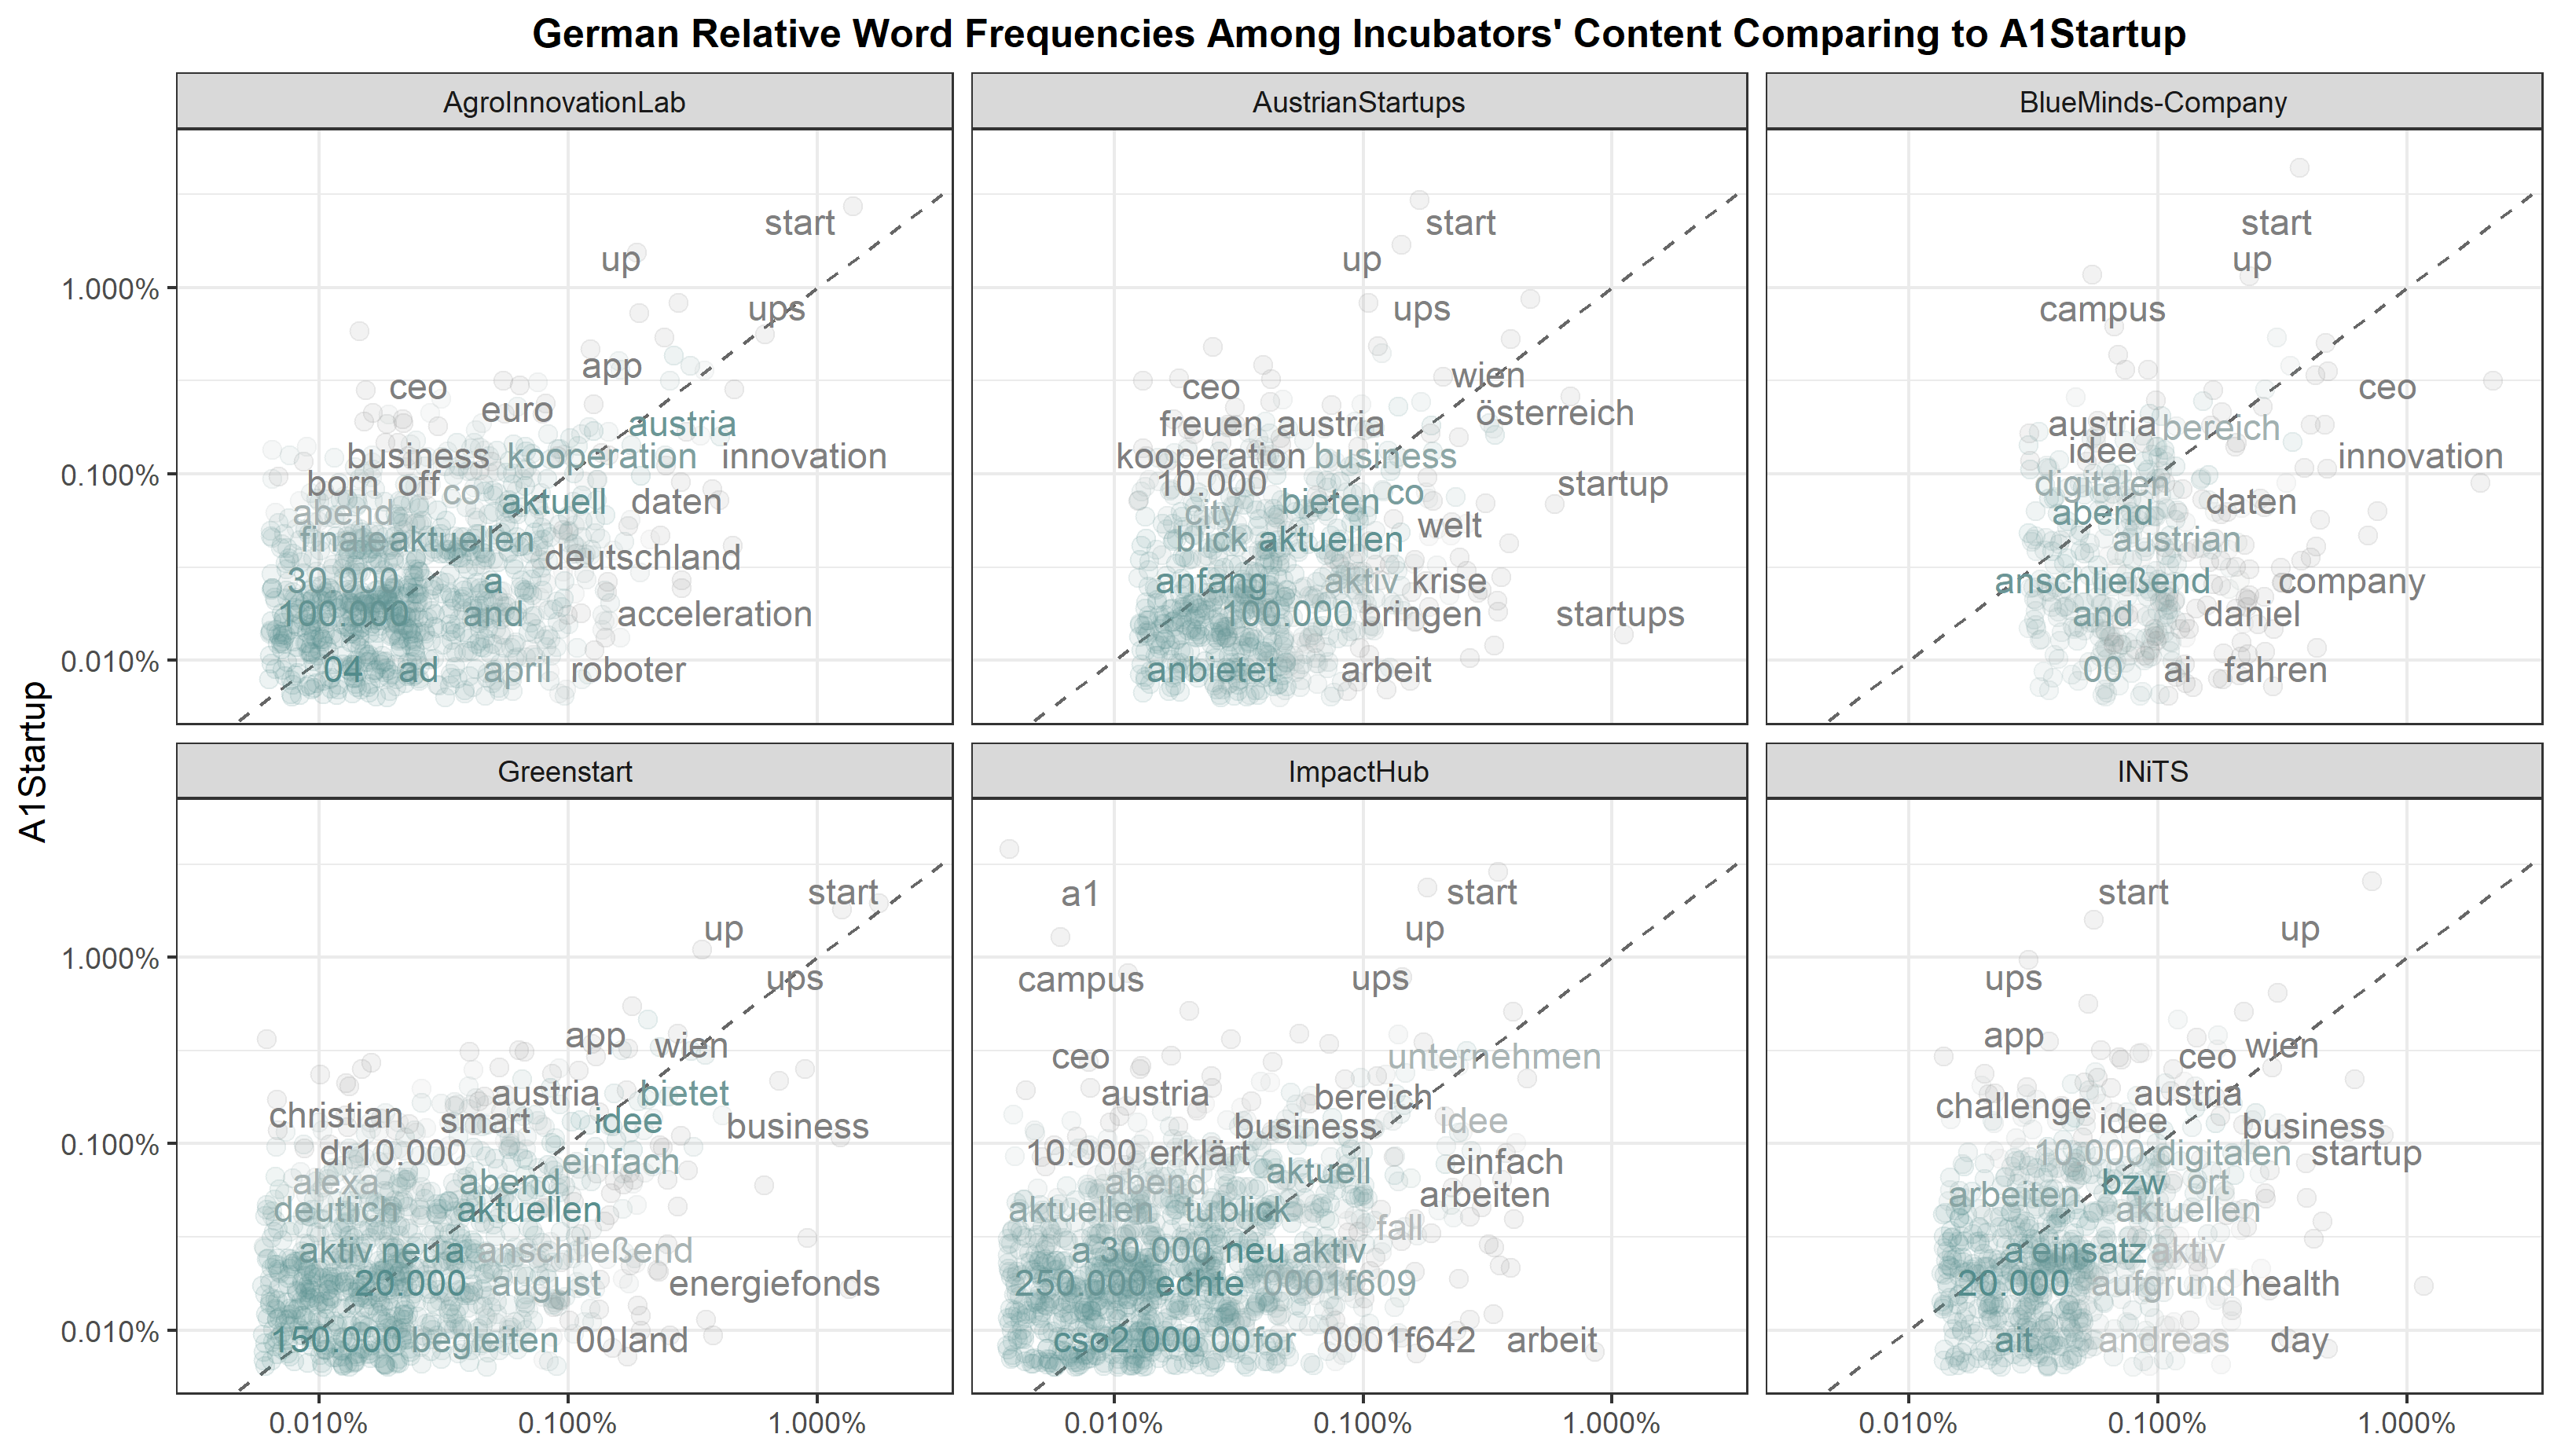 German Relative Word Frequencies Among Incubators' Content Comparing to A1Startup
AgroInnovationLab
start
up
ups
1.000%
app
ceo
euro
austria
business kooperation innovation
0.100%
born off co
aktuell daten
abend
finale aktuellen
deutschland
30.000 a
100.000 and acceleration
0.010%
04 ad april roboter
AustrianStartups
start
up
ups
wien
ceo
österreich
freuen austria
kooperation business
10.000 startup
bieten co
city welt
blick aktuellen
anfang aktiv krise
100.000 bringen startups
anbietet arbeit
BlueMinds-Company
start
up
campus
ceo
austria bereich
idee innovation
digitalen
daten
abend
austrian
anschließend company
and daniel
00 ai fahren
A1Startup
Greenstart
start
up
1.000%
ups
app
wien
austria bietet
christian smart idee business
0.100%
dr 10.000 einfach
alexa abend
deutlich aktuellen
aktiv neu a anschließend
20.000 august energiefonds
0.010%
150.000 begleiten 00 land
0.010% 0.100% 1.000%
ImpactHub
a1 start
up
campus ups
ceo unternehmen
austria bereich
business idee
10.000 erklärt einfach
aktuell
abend arbeiten
aktuellen tu blick
fall
a 30.000 neu aktiv
250.000 echte 0001f609
cso 2.000 00 for 0001f642 arbeit
0.010% 0.100% 1.000%
INiTS
start
up
ups
app wien
ceo
austria
challenge idee business
10.000 digitalen startup
arbeiten bzw ort
aktuellen
a einsatz aktiv
20.000 aufgrund health
ait andreas day
0.010% 0.100% 1.000%